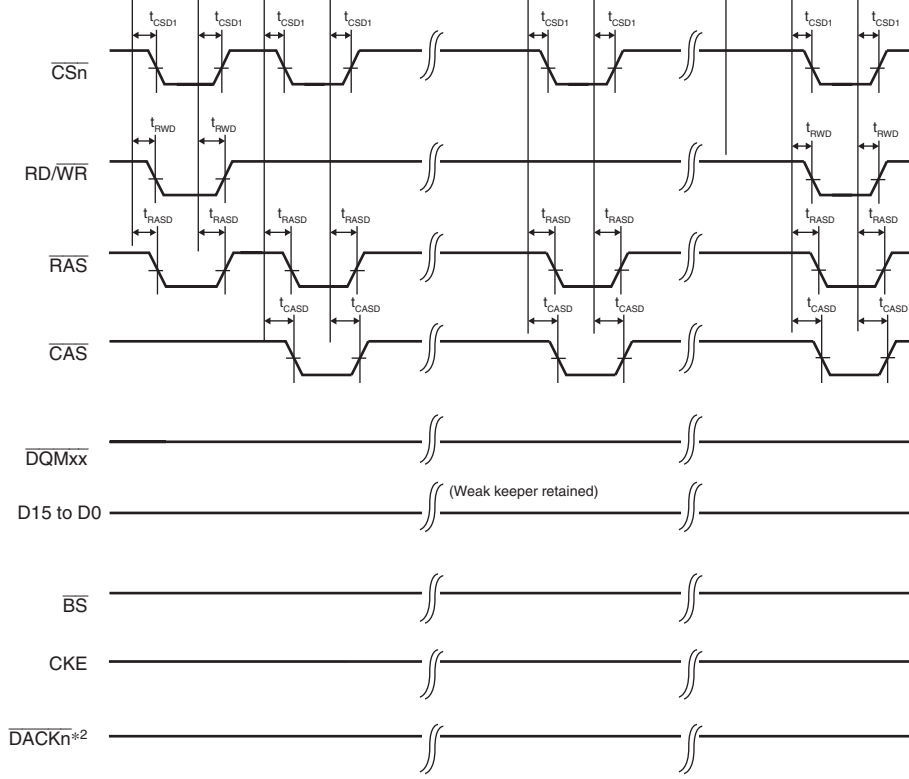 tCSD1 tCSD1 tCSD1 tCSD1 tCSD1 tCSD1 tCSD1 tCSD1
CSn
tRWD tRWD tRWD tRWD
RD/WR
tRASD tRASD tRASD tRASD tRASD tRASD tRASD tRASD
RAS
tCASD tCASD tCASD tCASD tCASD tCASD
CAS
DQMxx
(Weak keeper retained)
D15 to D0
BS
CKE
DACKn*2